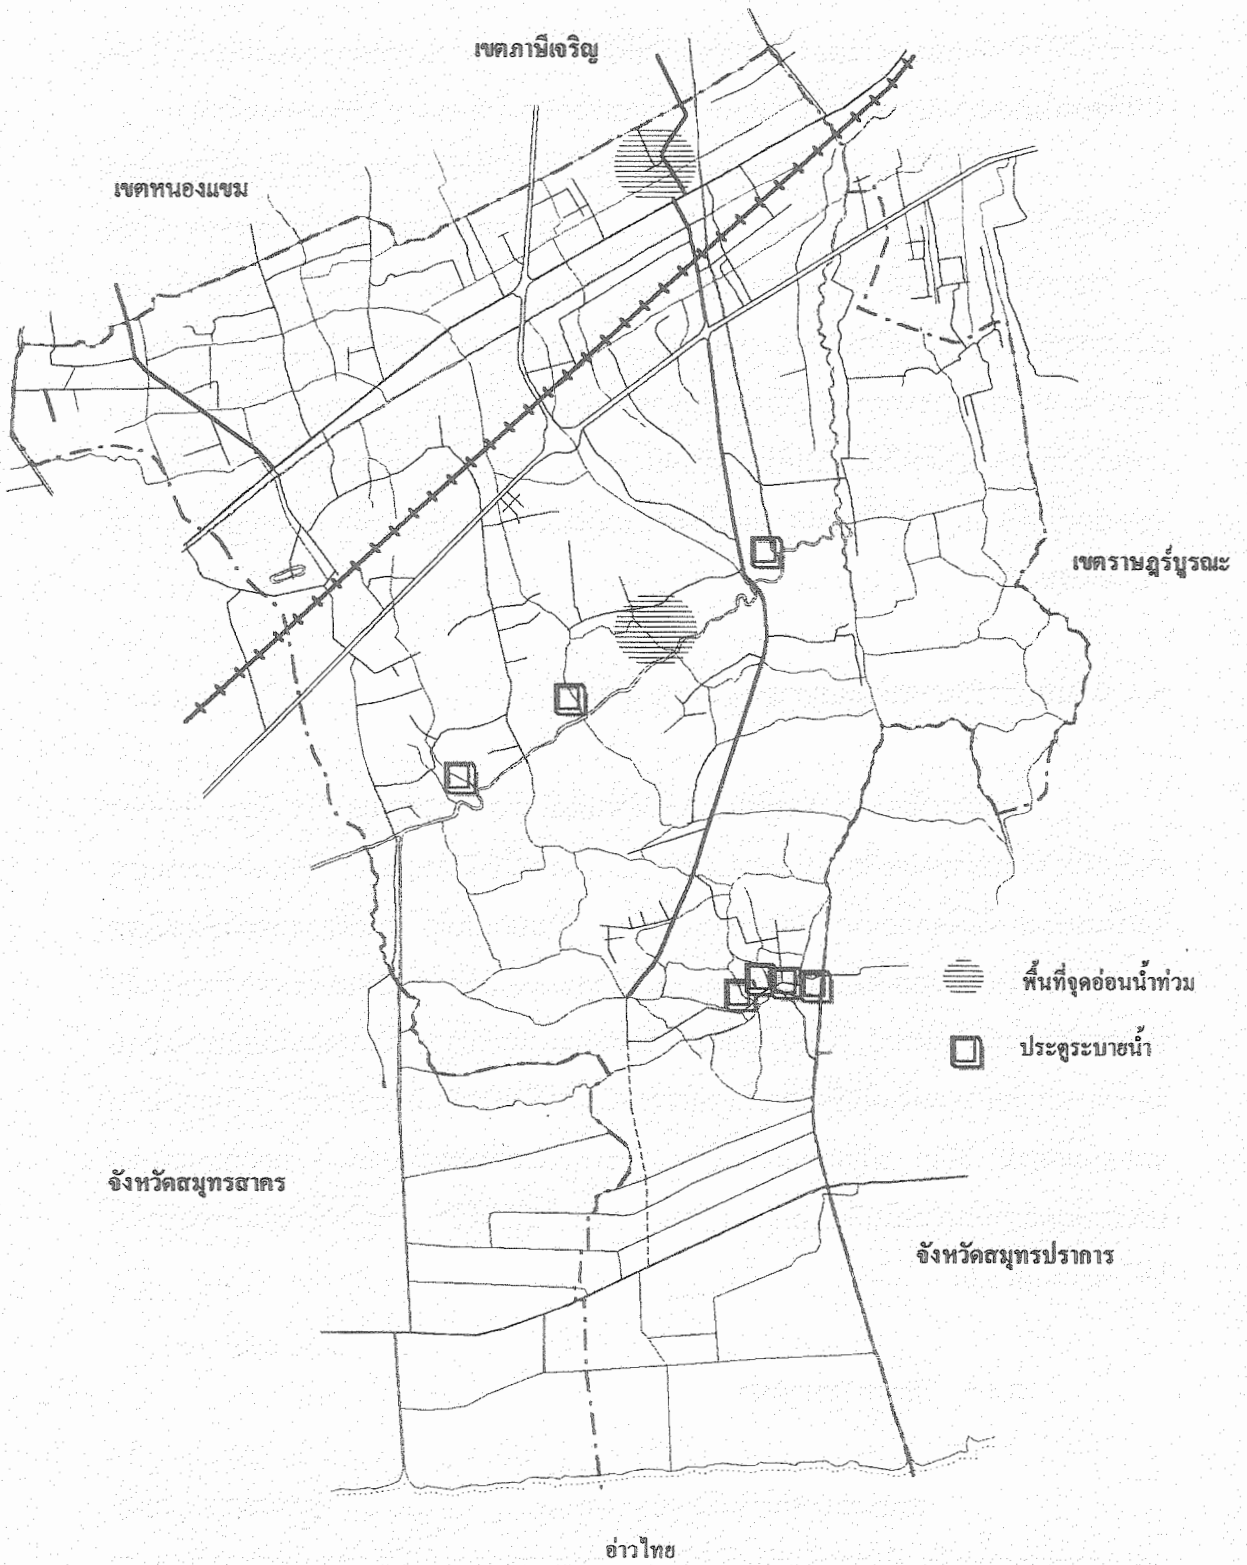 เขตภาษีเจริญ
เขตหนองแขม
เขตราษฎร์บูรณะ
พื้นที่จุดอ่อนน้ำท่วม
ประตูระบายน้ำ
จังหวัดสมุทรสาคร
จังหวัดสมุทรปราการ
อ่าวไทย